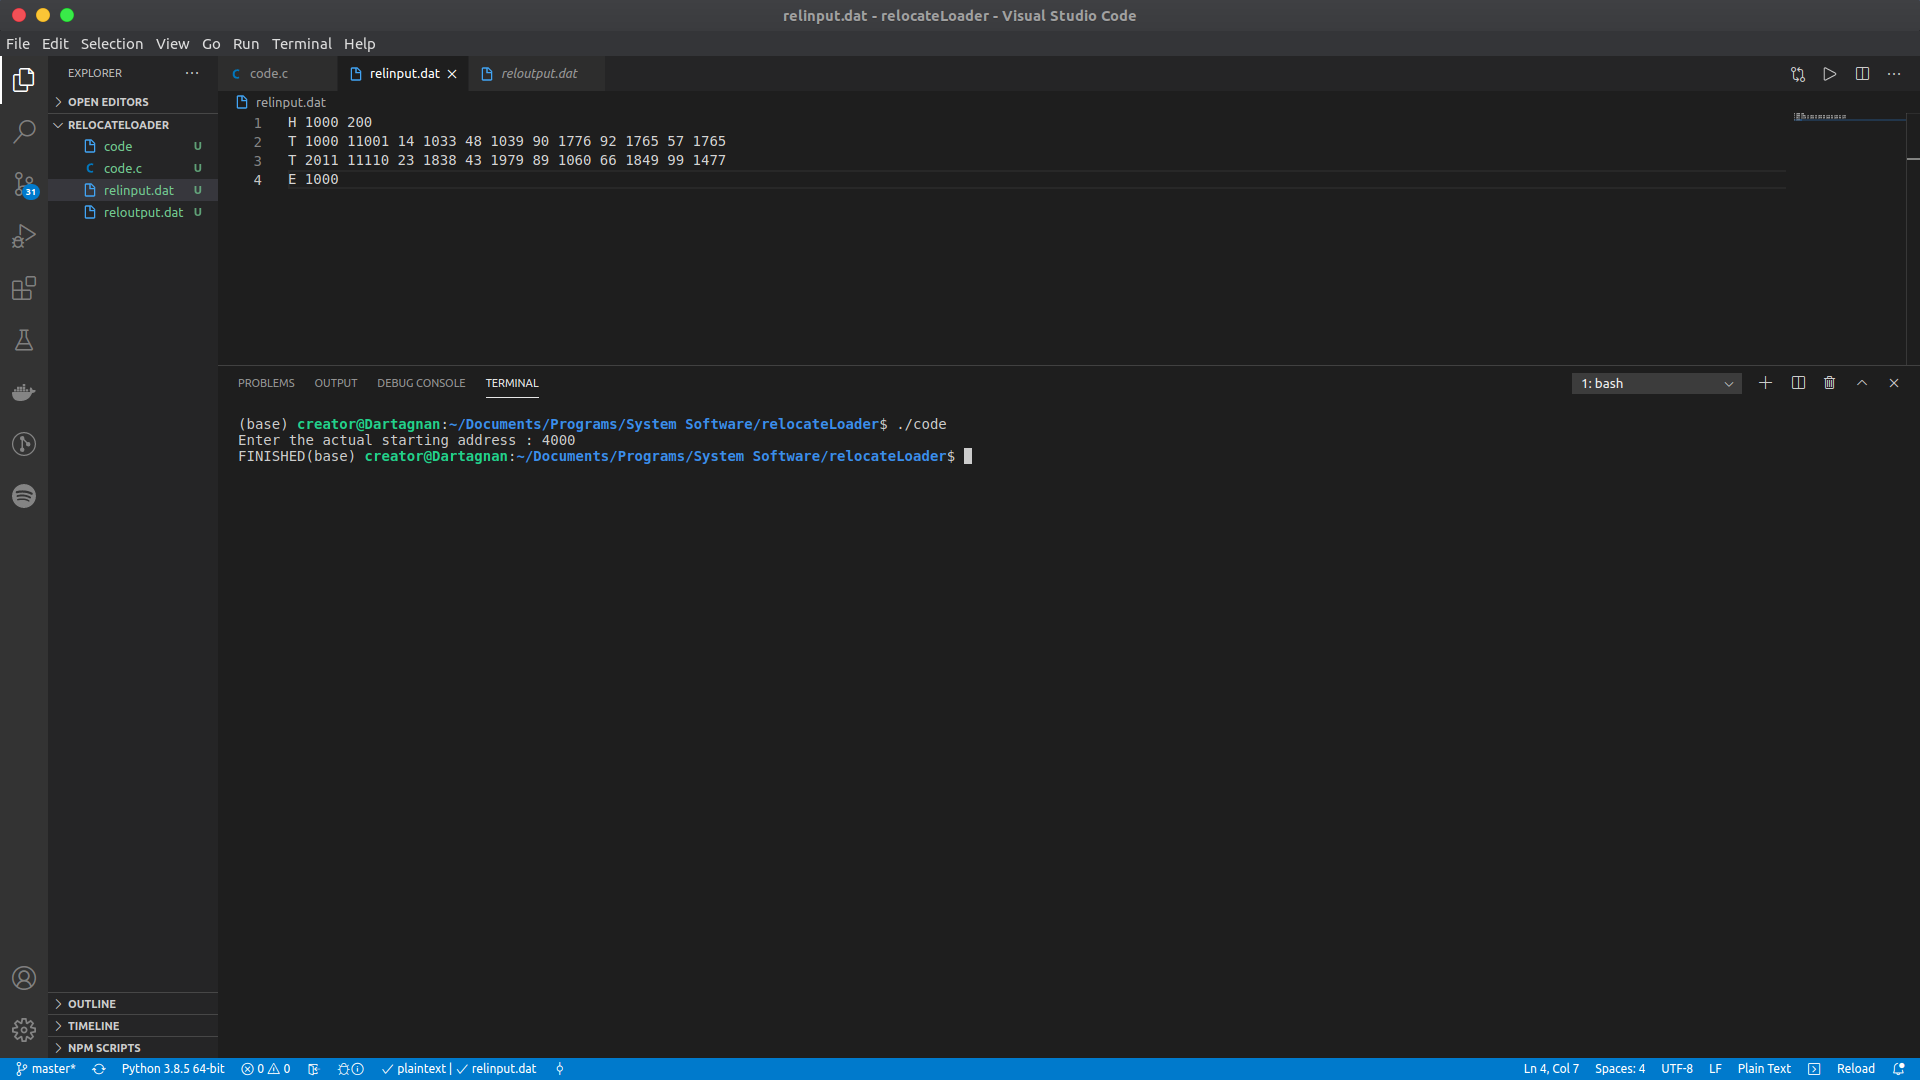 relinput.dat - relocateLoader - Visual Studio Code
File Edit Selection View Go Run Terminal Help
EXPLORER
OPEN EDITORS
RELOCATELOADER
code U
C code.c U
relinput.dat U
reloutput.dat U
31
OUTLINE
TIMELINE
NPM SCRIPTS
C code.c relinput.dat reloutput.dat
relinput.dat
1 H 1000 200
2 T 1000 11001 14 1033 48 1039 90 1776 92 1765 57 1765
3 T 2011 11110 23 1838 43 1979 89 1060 66 1849 99 1477
4 E 1000
PROBLEMS OUTPUT DEBUG CONSOLE TERMINAL 1: bash
(base) creator@Dartagnan:~/Documents/Programs/System Software/relocateLoader$ ./code
Enter the actual starting address : 4000
FINISHED(base) creator@Dartagnan:~/Documents/Programs/System Software/relocateLoader$
master* Python 3.8.5 64-bit 0 0 plaintext | relinput.dat Ln 4, Col 7 Spaces: 4 UTF-8 LF Plain Text Reload